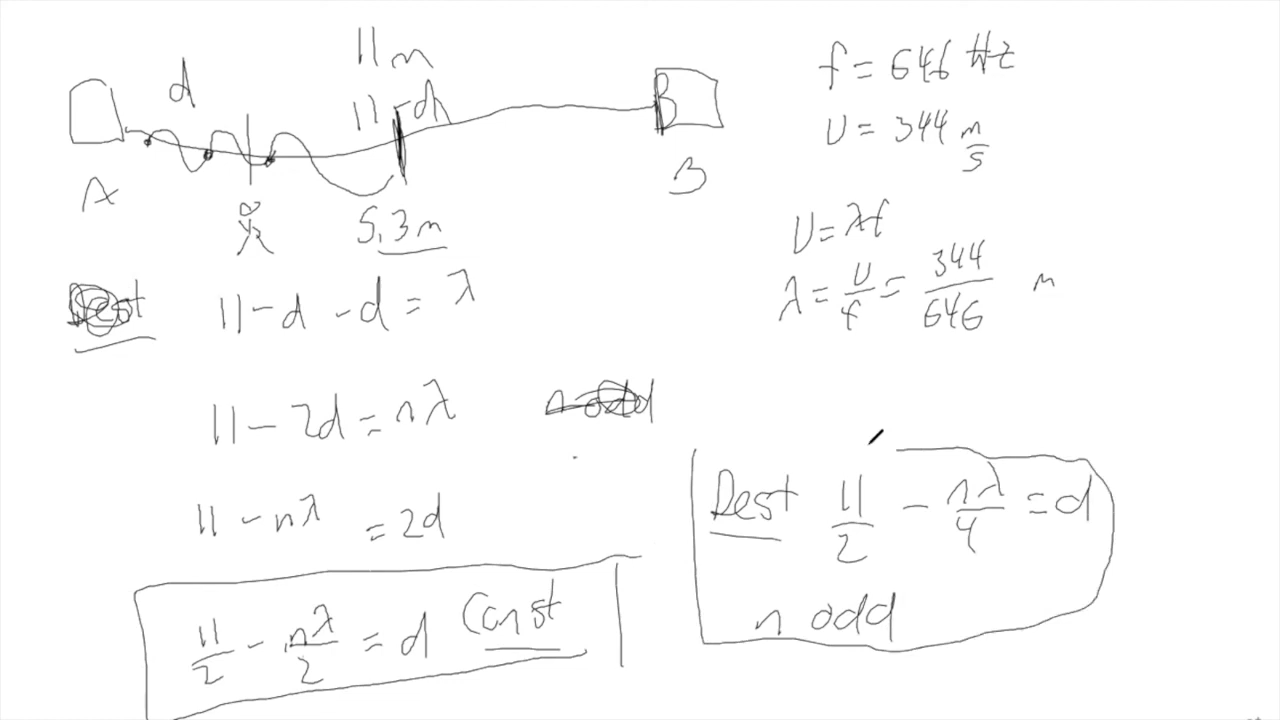 11 m
d
11-d
B
A
B
5.3 m
f = 646 Hz
v = 344 m/s
v = λf
λ = v/f = 344/646 m
11 - d - d = λ
11 - 2d = nλ
11 - nλ = 2d
11/2 - nλ/2 = d Const
Dest 11/2 - nλ/4 = d
n odd